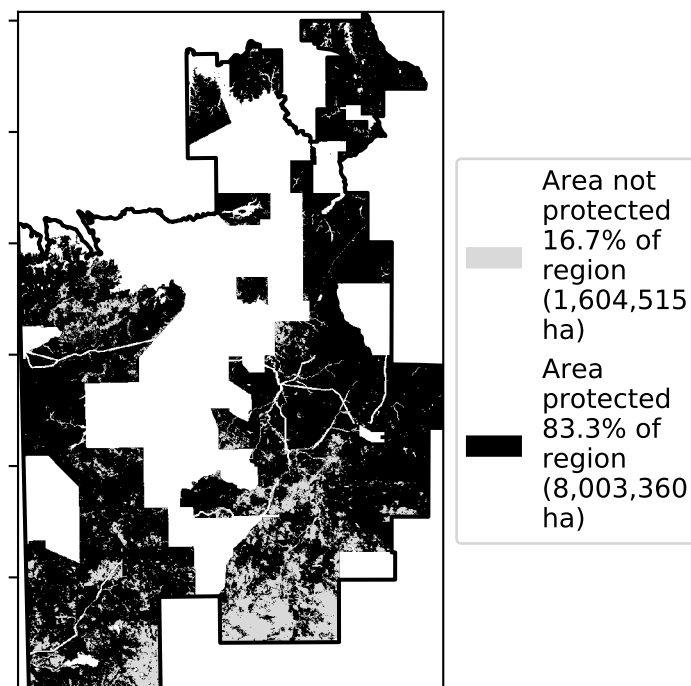 Area not
protected
16.7% of
region
(1,604,515
ha)
Area
protected
83.3% of
region
(8,003,360
ha)